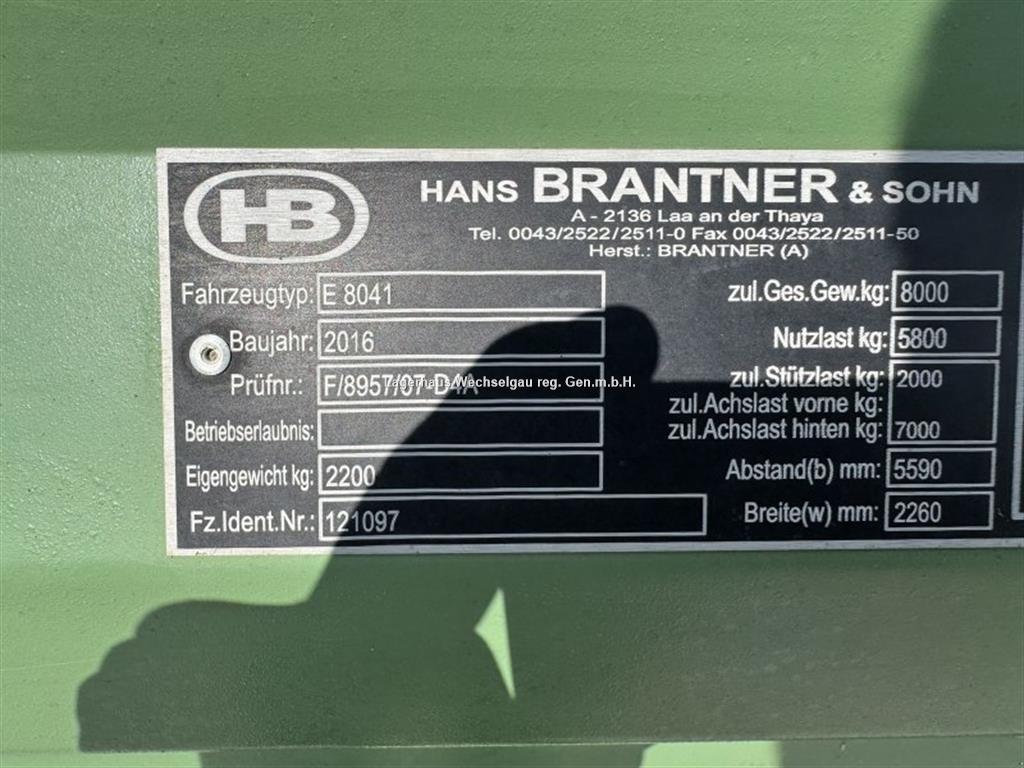 HB
HANS BRANTNER & SOHN
A - 2136 Laa an der Thaya
Tel. 0043/2522/2511-0 Fax 0043/2522/2511-50
Herst.: BRANTNER (A)
Fahrzeugtyp: E 8041
Baujahr: 2016
Prüfnr.: F/8957/07-D4A
Betriebserlaubnis:
Eigengewicht kg: 2200
Fz.Ident.Nr.: 121097
zul.Ges.Gew.kg: 8000
Nutzlast kg: 5800
zul.Stützlast kg: 2000
zul.Achslast vorne kg:
zul.Achslast hinten kg: 7000
Abstand(b) mm: 5590
Breite(w) mm: 2260
Lagerhaus Wechselgau reg. Gen.m.b.H.